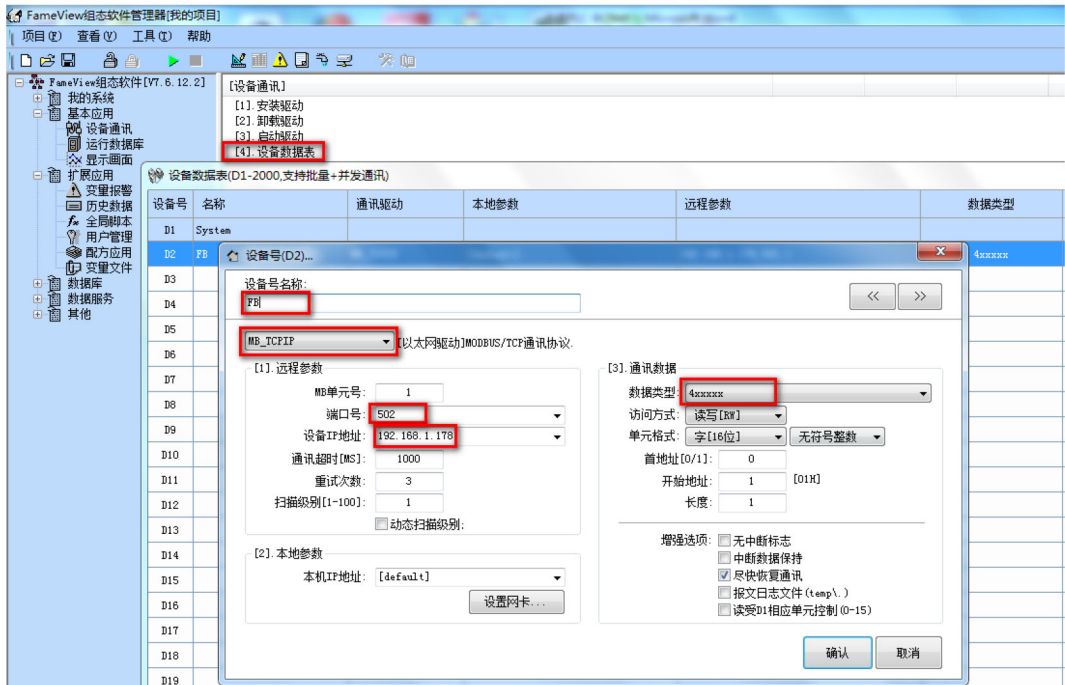 FameView组态软件管理器[我的项目]
项目(P) 查看(V) 工具(T) 帮助
FameView组态软件[V7.6.12.2]
我的系统
基本应用
设备通讯
运行数据库
显示画面
扩展应用
变量报警
历史数据
全局脚本
用户管理
配方应用
变量文件
数据库
数据服务
其他
[设备通讯]
[1].安装驱动
[2].卸载驱动
[3].启动驱动
[4].设备数据表
设备数据表(D1-2000,支持批量+并发通讯)
设备号 名称 通讯驱动 本地参数 远程参数 数据类型
D1 System
D2 FB 4xxxxx
D3
D4
D5
D6
D7
D8
D9
D10
D11
D12
D13
D14
D15
D16
D17
D18
D19
设备号(D2)...
设备号名称:
FB
<< >>
MB_TCPIP [以太网驱动]MODBUS/TCP通讯协议.
[1].远程参数
MB单元号: 1
端口号: 502
设备IP地址: 192.168.1.178
通讯超时[MS]: 1000
重试次数: 3
扫描级别[1-100]: 1
动态扫描级别;
[2].本地参数
本机IP地址: [default]
设置网卡...
[3].通讯数据
数据类型: 4xxxxx
访问方式: 读写[RW]
单元格式: 字[16位] 无符号整数
首地址[0/1]: 0
开始地址: 1 [01H]
长度: 1
增强选项: 无中断标志
中断数据保持
尽快恢复通讯
报文日志文件(temp\.)
读受D1相应单元控制(0-15)
确认 取消